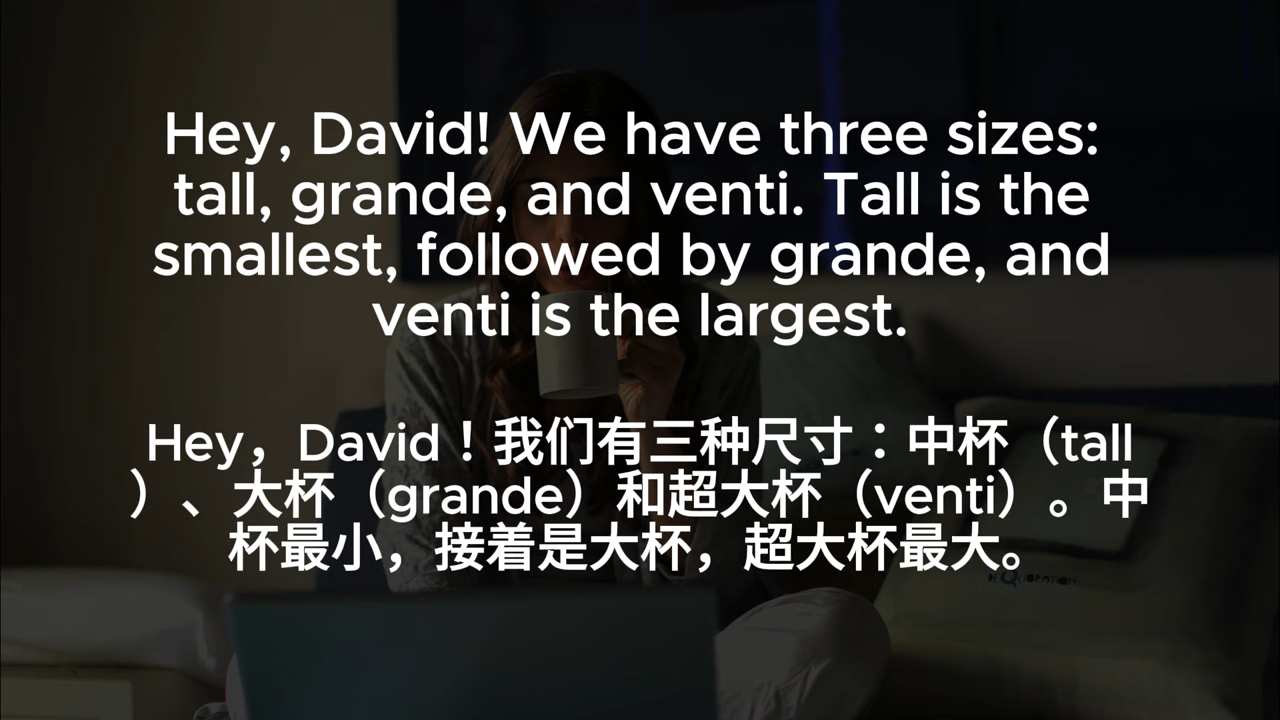 Hey, David! We have three sizes:
tall, grande, and venti. Tall is the
smallest, followed by grande, and
venti is the largest.
Hey，David！我们有三种尺寸：中杯（tall
）、大杯（grande）和超大杯（venti）。中
杯最小，接着是大杯，超大杯最大。